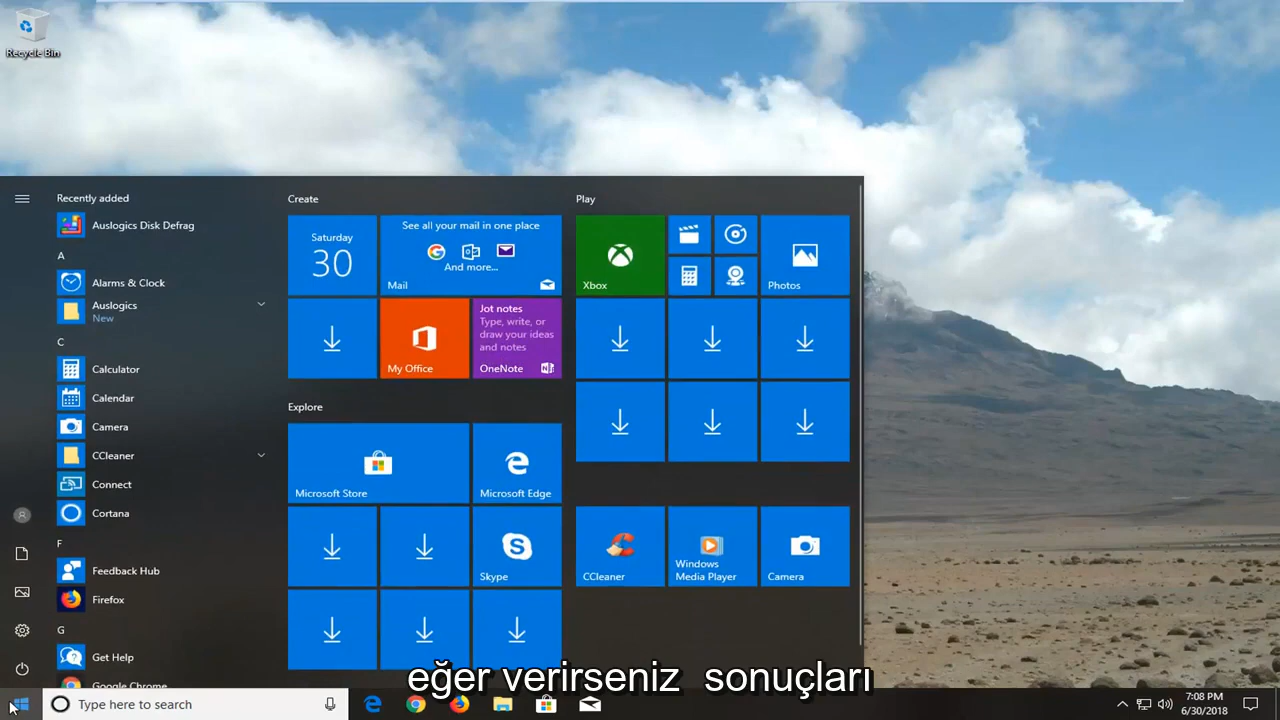 Recycle Bin
Recently added
Auslogics Disk Defrag
A
Alarms & Clock
Auslogics
New
C
Calculator
Calendar
Camera
CCleaner
Connect
Cortana
F
Feedback Hub
Firefox
G
Get Help
Google Chrome
Create
Saturday
30
See all your mail in one place
And more...
Mail
My Office
Jot notes
Type, write, or
draw your ideas
and notes
OneNote
Explore
Microsoft Store
Microsoft Edge
Skype
Play
Xbox
Photos
CCleaner
Windows
Media Player
Camera
eğer verirseniz sonuçları
Type here to search
7:08 PM
6/30/2018